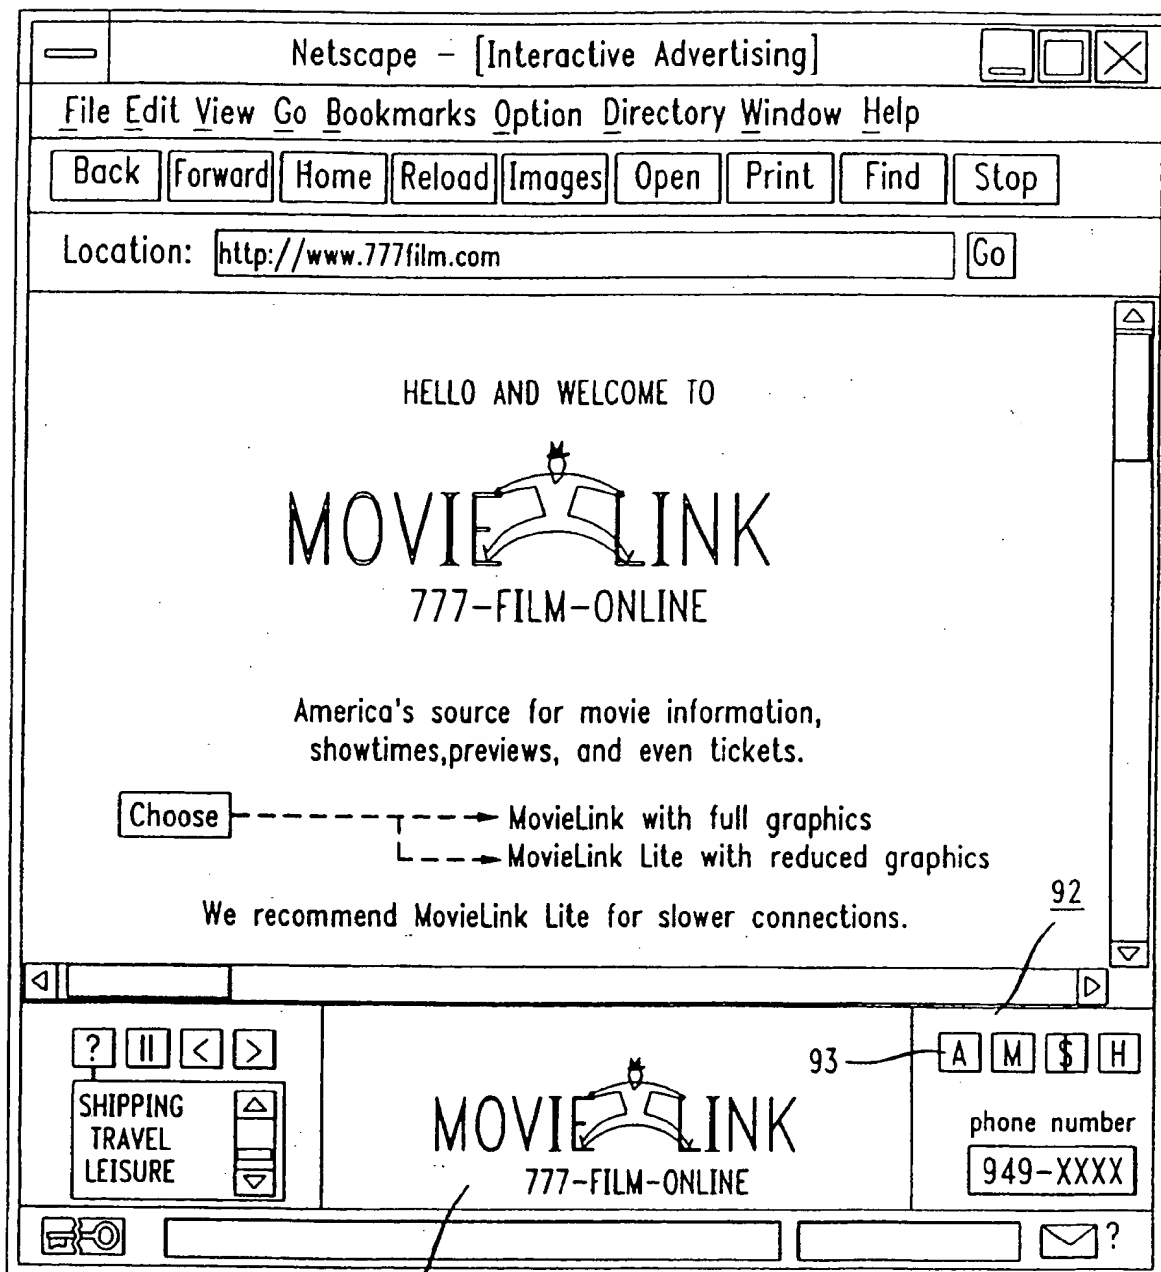 Netscape - [Interactive Advertising]
File Edit View Go Bookmarks Option Directory Window Help
Back Forward Home Reload Images Open Print Find Stop
Location: http://www.777film.com Go
HELLO AND WELCOME TO
MOVIE LINK
777-FILM-ONLINE
America's source for movie information,
showtimes,previews, and even tickets.
Choose
MovieLink with full graphics
MovieLink Lite with reduced graphics
We recommend MovieLink Lite for slower connections.
92
? || < >
SHIPPING
TRAVEL
LEISURE
MOVIE LINK
777-FILM-ONLINE
93
A M $ H
phone number
949-XXXX
?